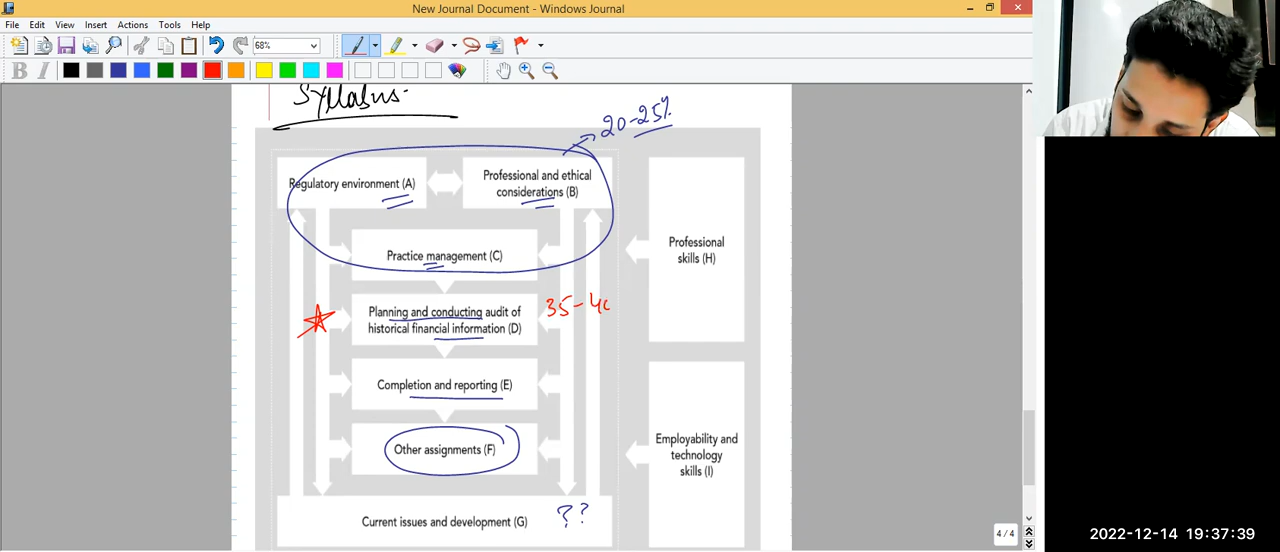 New Journal Document - Windows Journal
File Edit View Insert Actions Tools Help
68%
B I
Syllabus.
20-25%
Regulatory environment (A)
Professional and ethical
considerations (B)
Practice management (C)
Planning and conducting audit of
historical financial information (D)
35-40
Completion and reporting (E)
Other assignments (F)
Current issues and development (G)
??
Professional
skills (H)
Employability and
technology
skills (I)
4 / 4
2022-12-14 19:37:39